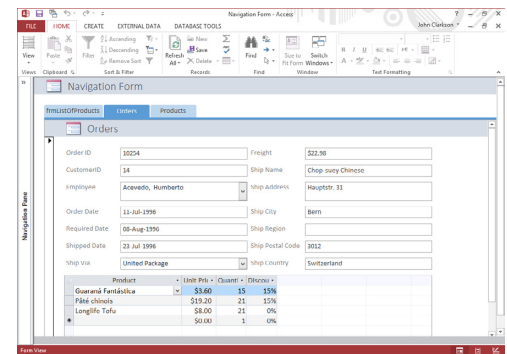 Navigation Form - Access
FILE HOME CREATE EXTERNAL DATA DATABASE TOOLS John Clarkson
View Paste Filter Ascending Descending Remove Sort Refresh All New Save Delete Find Size to Fit Form Switch Windows
Views Clipboard Sort & Filter Records Find Window Text Formatting
Navigation Form
frmListOfProducts Orders Products
Orders
Order ID 10254 Freight $22.98
CustomerID 14 Ship Name Chop-suey Chinese
Employee Acevedo, Humberto Ship Address Hauptstr. 31
Order Date 11-Jul-1996 Ship City Bern
Required Date 08-Aug-1996 Ship Region
Shipped Date 23-Jul-1996 Ship Postal Code 3012
Ship Via United Package Ship Country Switzerland
Product Unit Pri Quanti Discou
Guaraná Fantástica $3.60 15 15%
Pâté chinois $19.20 21 15%
Longlife Tofu $8.00 21 0%
$0.00 1 0%
Navigation Pane
Form View